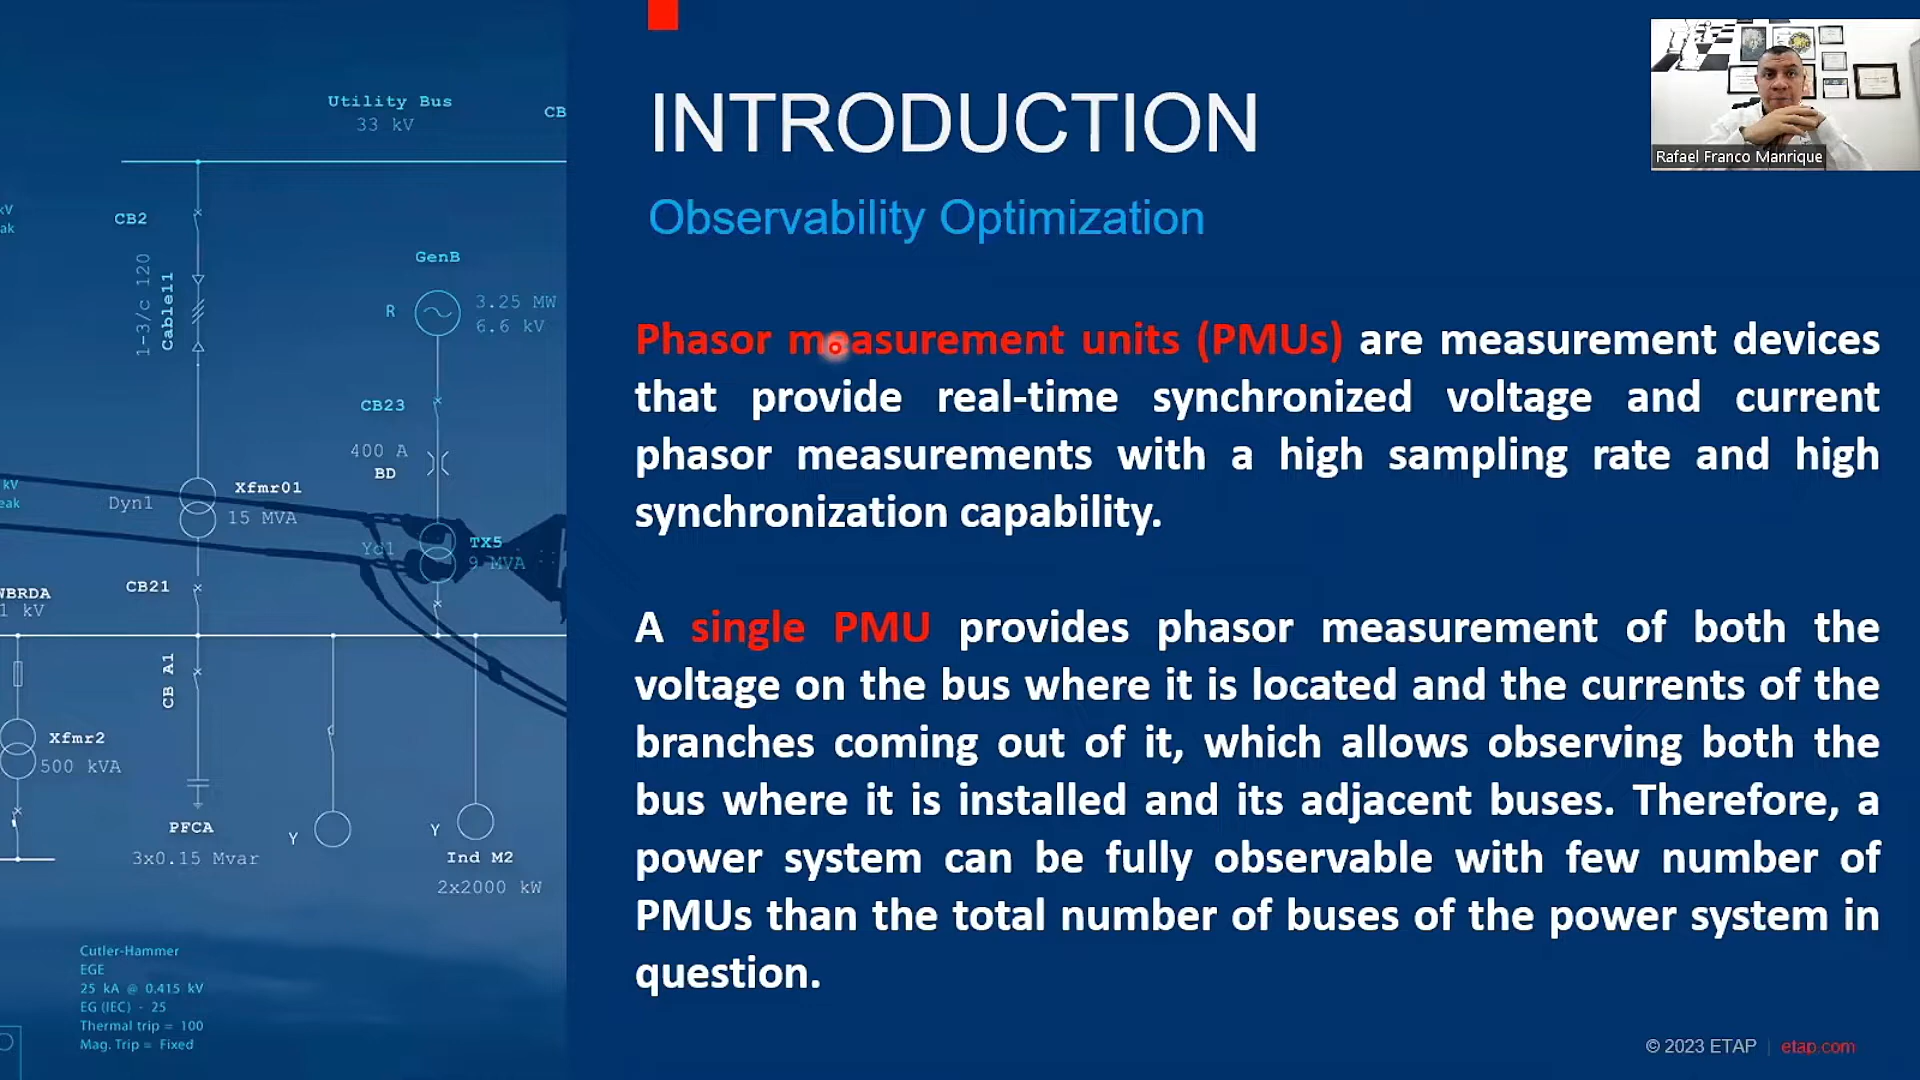 INTRODUCTION
Observability Optimization
Phasor measurement units (PMUs) are measurement devices
that provide real-time synchronized voltage and current
phasor measurements with a high sampling rate and high
synchronization capability.
A single PMU provides phasor measurement of both the
voltage on the bus where it is located and the currents of the
branches coming out of it, which allows observing both the
bus where it is installed and its adjacent buses. Therefore, a
power system can be fully observable with few number of
PMUs than the total number of buses of the power system in
question.
Rafael Franco Manrique
Utility Bus
33 kV
CB
CB2
1-3/c 120
Cable11
GenB
R
3.25 MW
6.6 kV
CB23
400 A
BD
Xfmr01
Dyn1
15 MVA
Yd1
TX5
9 MVA
CB21
WBRDA
1 kV
CB A1
Xfmr2
500 kVA
PFCA
3x0.15 Mvar
Y
Y
Ind M2
2x2000 kW
kV
ak
kV
eak
Cutler-Hammer
EGE
25 kA @ 0.415 kV
EG (IEC) - 25
Thermal trip = 100
Mag. Trip = Fixed
© 2023 ETAP | etap.com